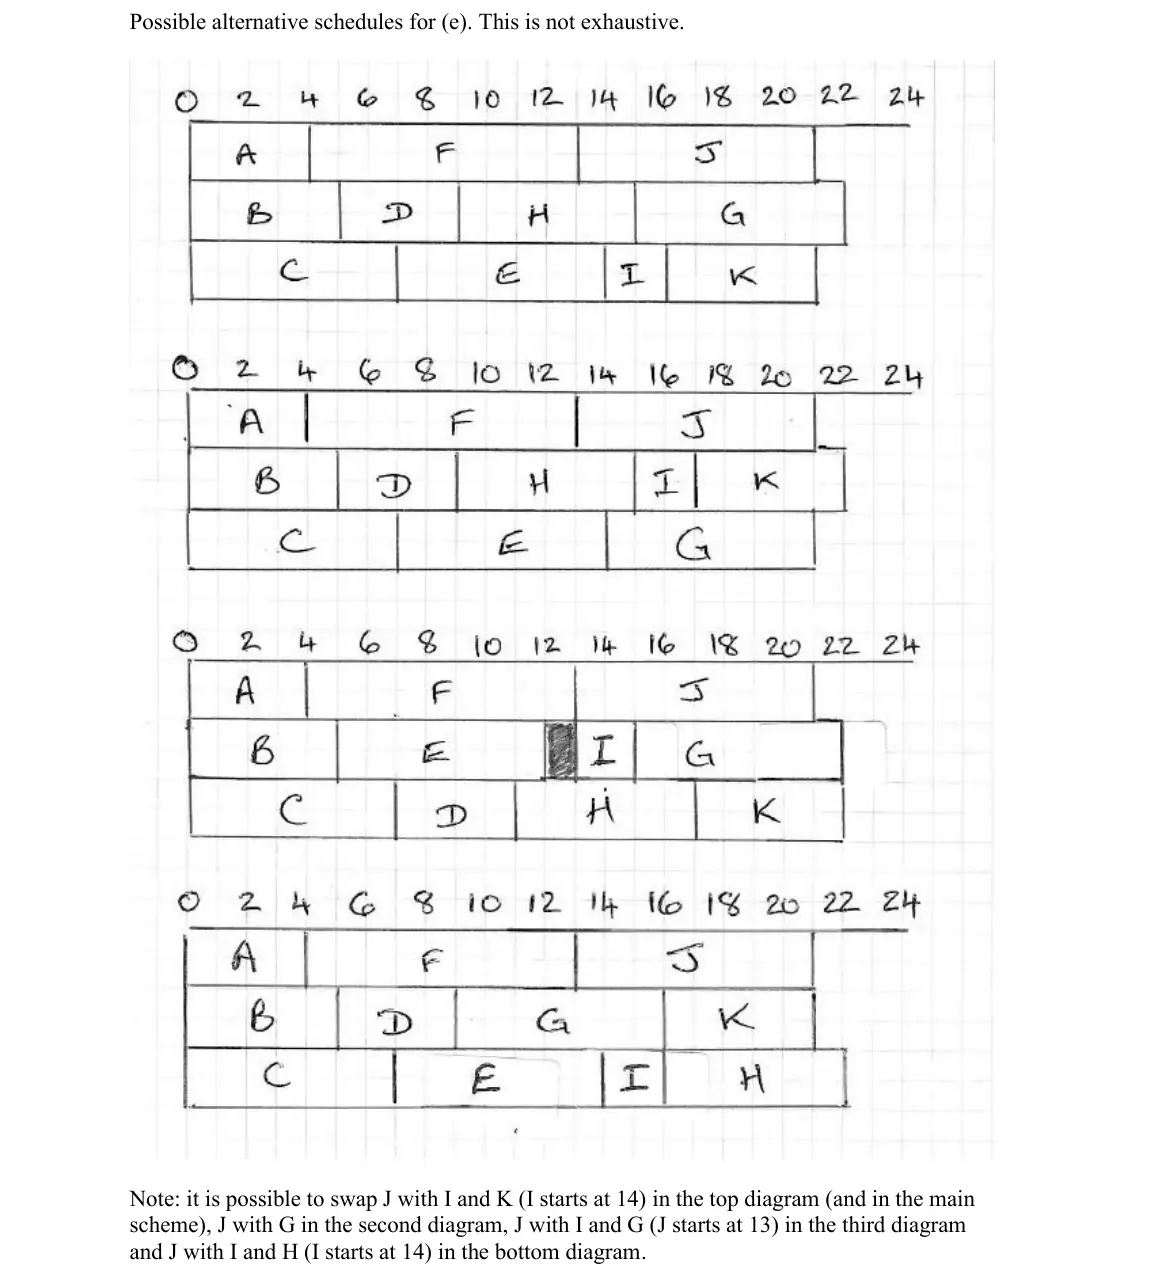 Possible alternative schedules for (e). This is not exhaustive.
0 2 4 6 8 10 12 14 16 18 20 22 24
A F J
B D H G
C E I K
0 2 4 6 8 10 12 14 16 18 20 22 24
A F J
B D H I K
C E G
0 2 4 6 8 10 12 14 16 18 20 22 24
A F J
B E I G
C D H K
0 2 4 6 8 10 12 14 16 18 20 22 24
A F J
B D G K
C E I H
Note: it is possible to swap J with I and K (I starts at 14) in the top diagram (and in the main
scheme), J with G in the second diagram, J with I and G (J starts at 13) in the third diagram
and J with I and H (I starts at 14) in the bottom diagram.